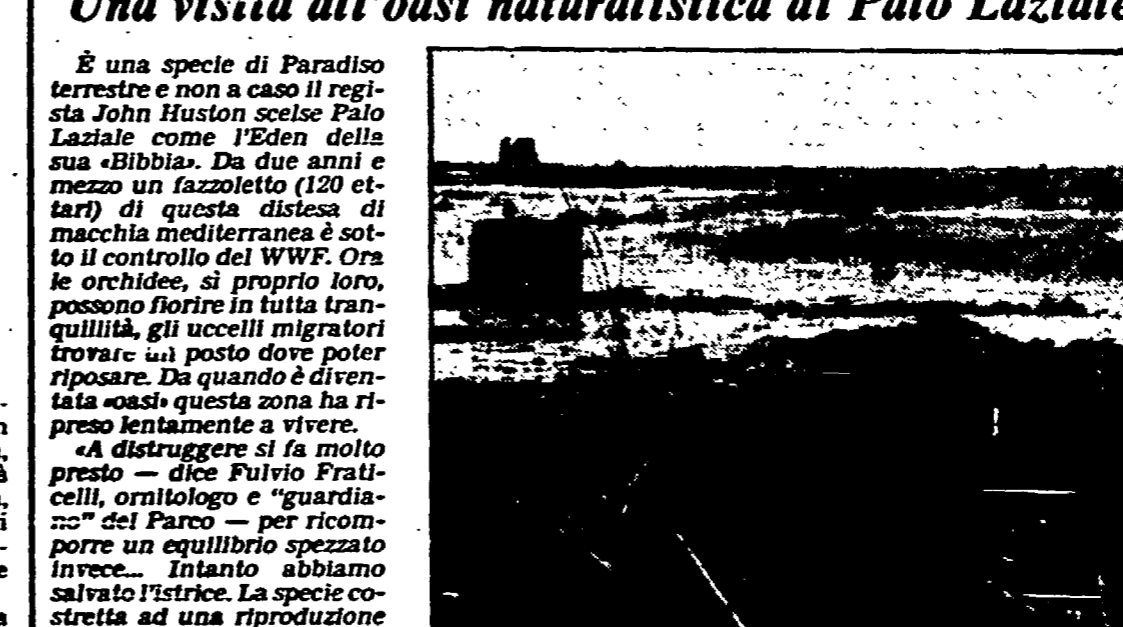 Una visita all'oasi naturalistica di Palo Laziale
È una specie di Paradiso
terrestre e non a caso il regi-
sta John Huston scelse Palo
Laziale come l'Eden della
sua «Bibbia». Da due anni e
mezzo un fazzoletto (120 et-
tari) di questa distesa di
macchia mediterranea è sot-
to il controllo del WWF. Ora
le orchidee, sì proprio loro,
possono fiorire in tutta tran-
quillità, gli uccelli migratori
trovare un posto dove poter
riposare. Da quando è diven-
tata «oasi» questa zona ha ri-
preso lentamente a vivere.
«A distruggere si fa molto
presto — dice Fulvio Frati-
celli, ornitologo e "guardia-
no" del Parco — per ricom-
porre un equilibrio spezzato
invece... Intanto abbiamo
salvato l'istrice. La specie co-
stretta ad una riproduzione